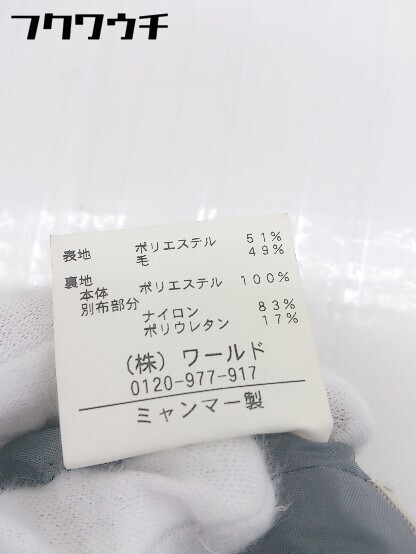 フクワウチ
表地 ポリエステル 51%
毛 49%
裏地
本体 ポリエステル 100%
別布部分
ナイロン 83%
ポリウレタン 17%
(株) ワールド
0120-977-917
ミャンマー製